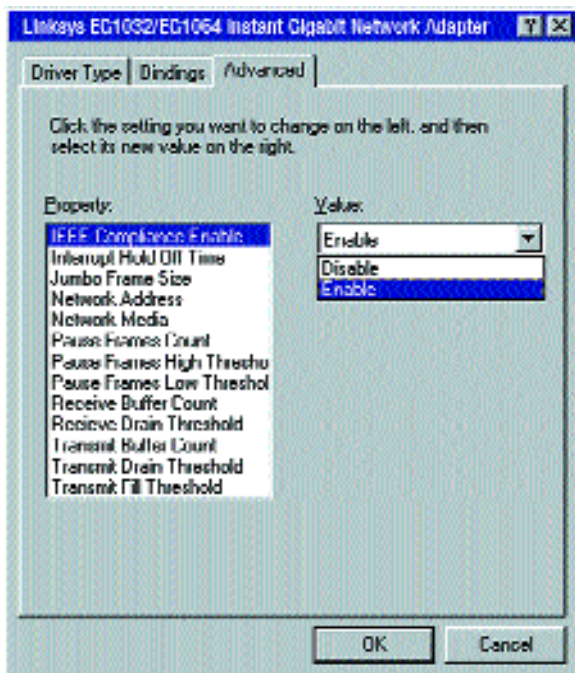 Linksys EG1032/EG1064 Instant Gigabit Network Adapter
Driver Type Bindings Advanced
Click the setting you want to change on the left, and then
select its new value on the right.
Property: Value:
IEEE Compliance Enable Enable
Interrupt Hold Off Time Disable
Jumbo Frame Size Enable
Network Address
Network Media
Pause Frames Count
Pause Frames High Thresho
Pause Frames Low Threshol
Receive Buffer Count
Recieve Drain Threshold
Transmit Buffer Count
Transmit Drain Threshold
Transmit Fill Threshold
OK Cancel